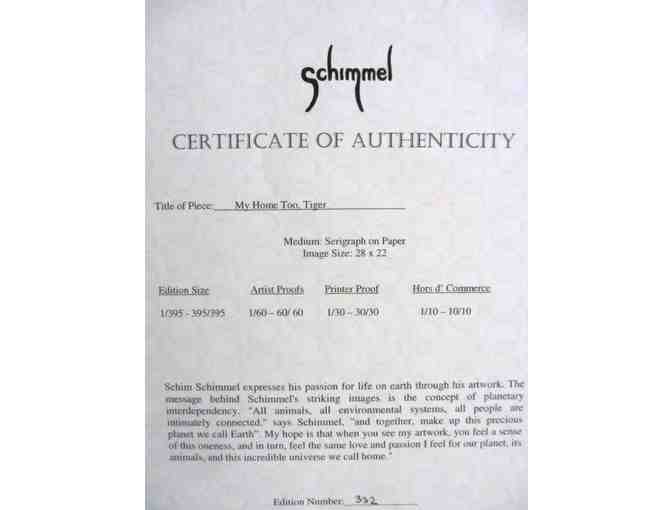 Schimmel
CERTIFICATE OF AUTHENTICITY
Title of Piece: My Home Too, Tiger
Medium: Serigraph on Paper
Image Size: 28 x 22
Edition Size Artist Proofs Printer Proof Hors d' Commerce
1/395 - 395/395 1/60 – 60/ 60 1/30 – 30/30 1/10 – 10/10
Schim Schimmel expresses his passion for life on earth through his artwork. The
message behind Schimmel's striking images is the concept of planetary
interdependency. "All animals, all environmental systems, all people are
intimately connected," says Schimmel, "and together, make up this precious
planet we call Earth". My hope is that when you see my artwork, you feel a sense
of this oneness, and in turn, feel the same love and passion I feel for our planet, its
animals, and this incredible universe we call home."
Edition Number: 332